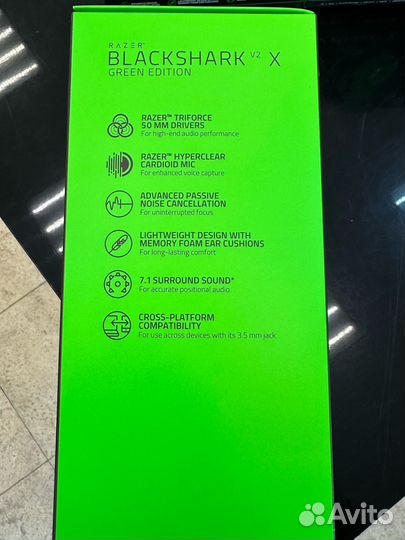 RAZER™
BLACKSHARK V2 X
GREEN EDITION
RAZER™ TRIFORCE
50 MM DRIVERS
For high-end audio performance
RAZER™ HYPERCLEAR
CARDIOID MIC
For enhanced voice capture
ADVANCED PASSIVE
NOISE CANCELLATION
For uninterrupted focus
LIGHTWEIGHT DESIGN WITH
MEMORY FOAM EAR CUSHIONS
For long-lasting comfort
7.1 SURROUND SOUND*
For accurate positional audio
CROSS-PLATFORM
COMPATIBILITY
For use across devices with its 3.5 mm jack
Avito